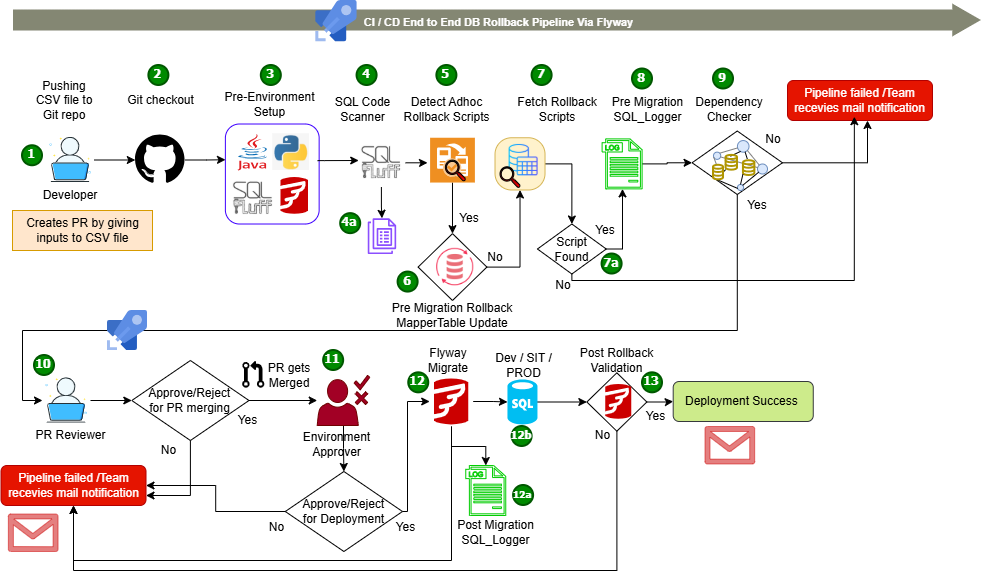 CI / CD End to End DB Rollback Pipeline Via Flyway
Pushing
CSV file to
Git repo
1
Developer
Creates PR by giving
inputs to CSV file
2
Git checkout
3
Pre-Environment
Setup
Java
SQL
fluff
4
SQL Code
Scanner
SQL
fluff
4a
5
Detect Adhoc
Rollback Scripts
Yes
6
No
Pre Migration Rollback
MapperTable Update
7
Fetch Rollback
Scripts
Script
Found
Yes
7a
No
8
Pre Migration
SQL_Logger
LOG
9
Dependency
Checker
No
Yes
Pipeline failed /Team
recevies mail notification
10
PR Reviewer
Approve/Reject
for PR merging
Yes
No
PR gets
Merged
11
Environment
Approver
Approve/Reject
for Deployment
No
Yes
Pipeline failed /Team
recevies mail notification
12
Flyway
Migrate
LOG
12a
Post Migration
SQL_Logger
Dev / SIT /
PROD
SQL
12b
Post Rollback
Validation
13
Yes
No
Deployment Success